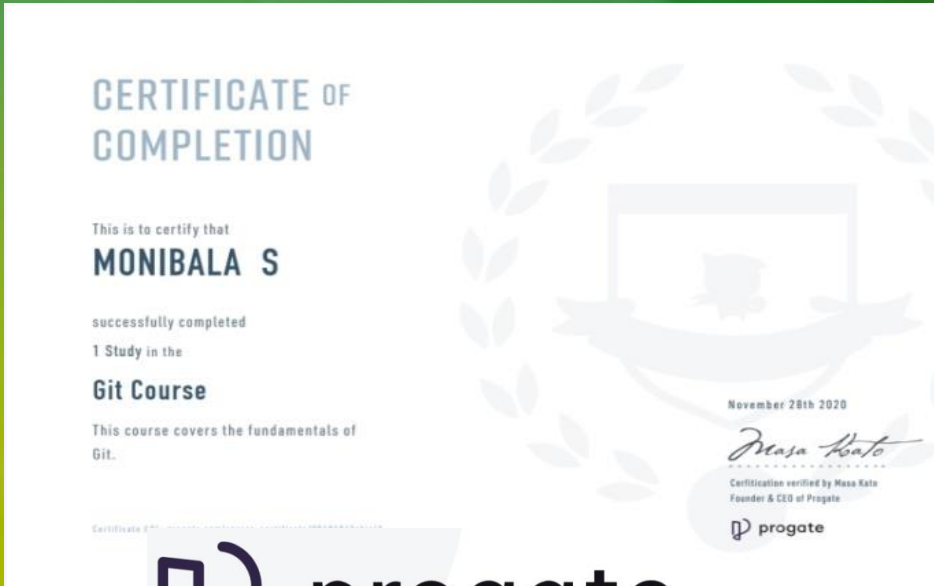 CERTIFICATE OF
COMPLETION
This is to certify that
MONIBALA S
successfully completed
1 Study in the
Git Course
This course covers the fundamentals of
Git.
November 28th 2020
Masa Kato
Certification verified by Masa Kato
Founder & CEO of Progate
progate
progate